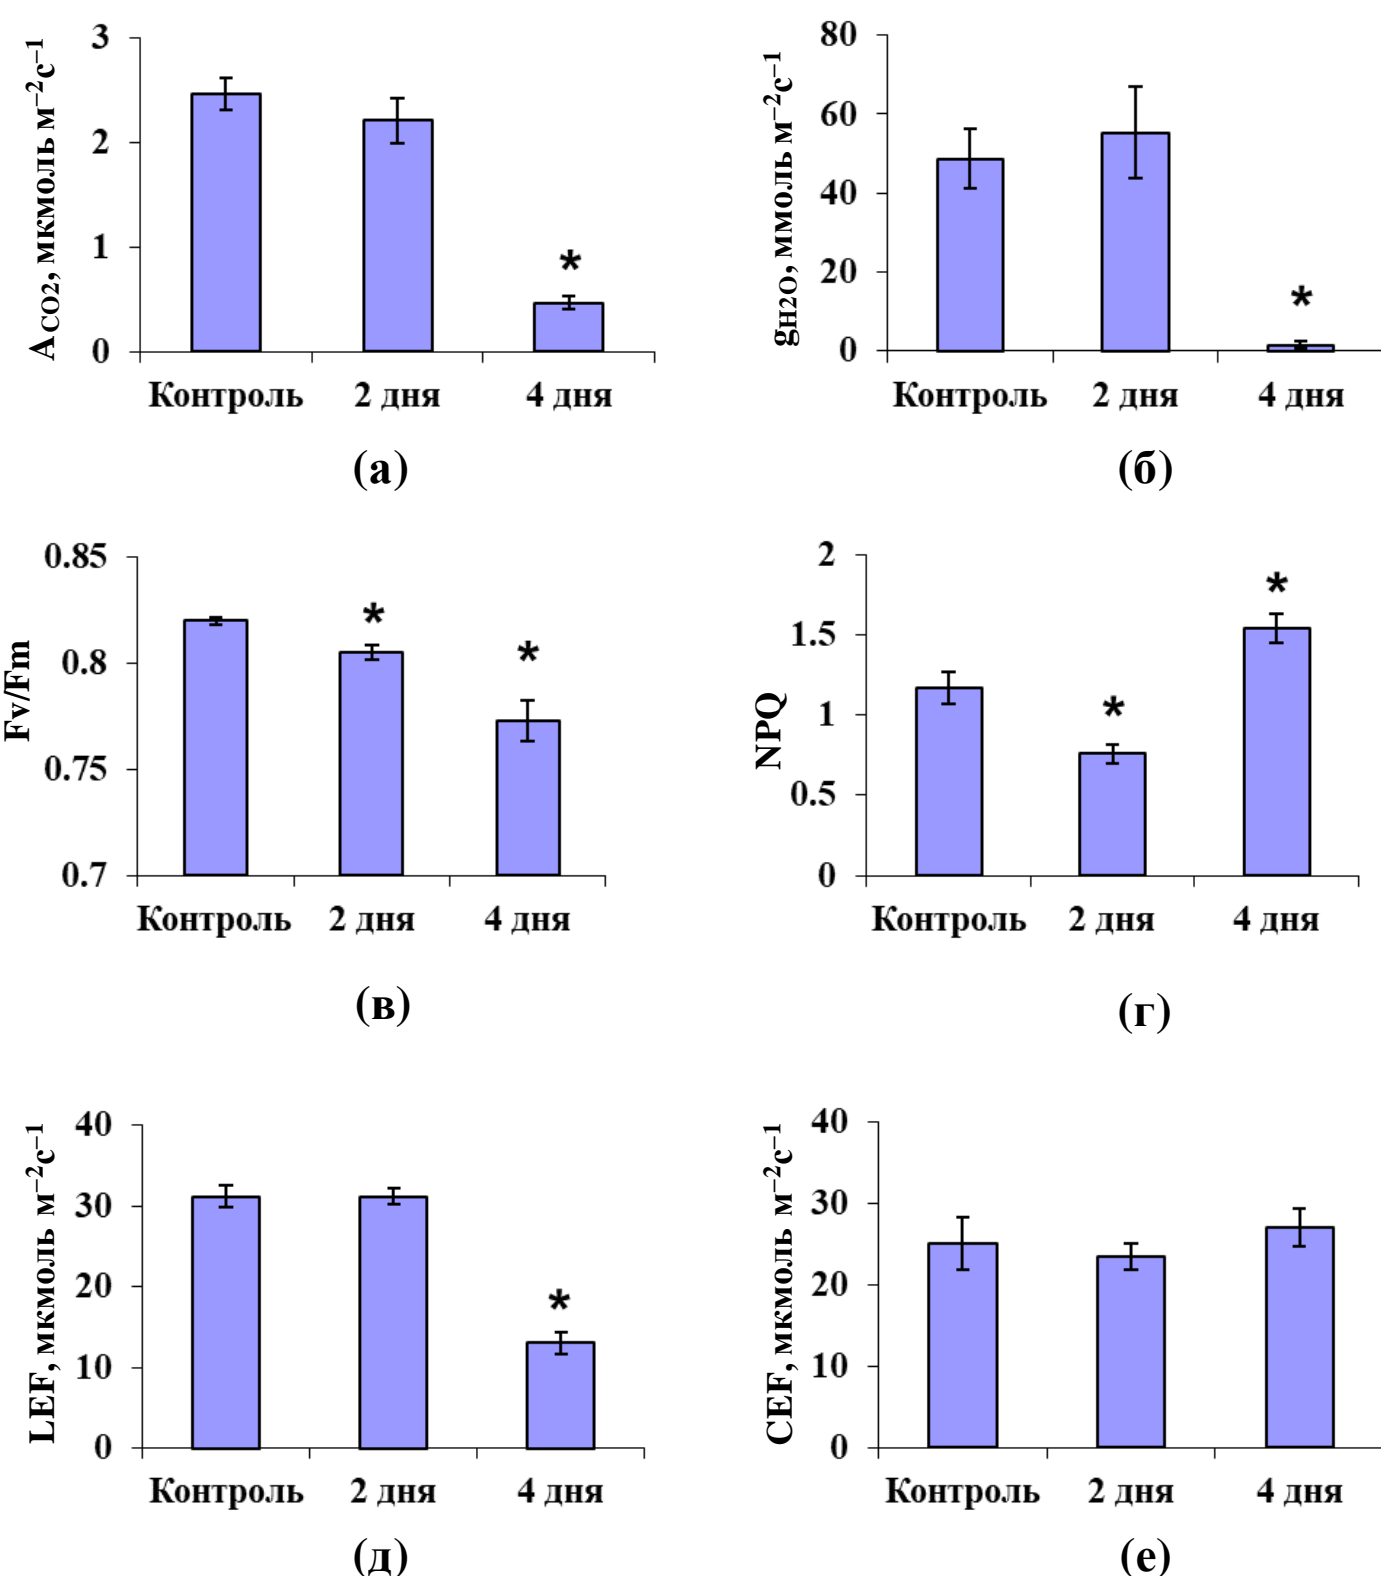 A_CO2, мкмоль м⁻²с⁻¹
3
2
1
0
*
Контроль 2 дня 4 дня
(а)
g_H2O, ммоль м⁻²с⁻¹
80
60
40
20
0
*
Контроль 2 дня 4 дня
(б)
Fv/Fm
0.85
0.8
0.75
0.7
*
*
Контроль 2 дня 4 дня
(в)
NPQ
2
1.5
1
0.5
0
*
*
Контроль 2 дня 4 дня
(г)
LEF, мкмоль м⁻²с⁻¹
40
30
20
10
0
*
Контроль 2 дня 4 дня
(д)
CEF, мкмоль м⁻²с⁻¹
40
30
20
10
0
Контроль 2 дня 4 дня
(е)